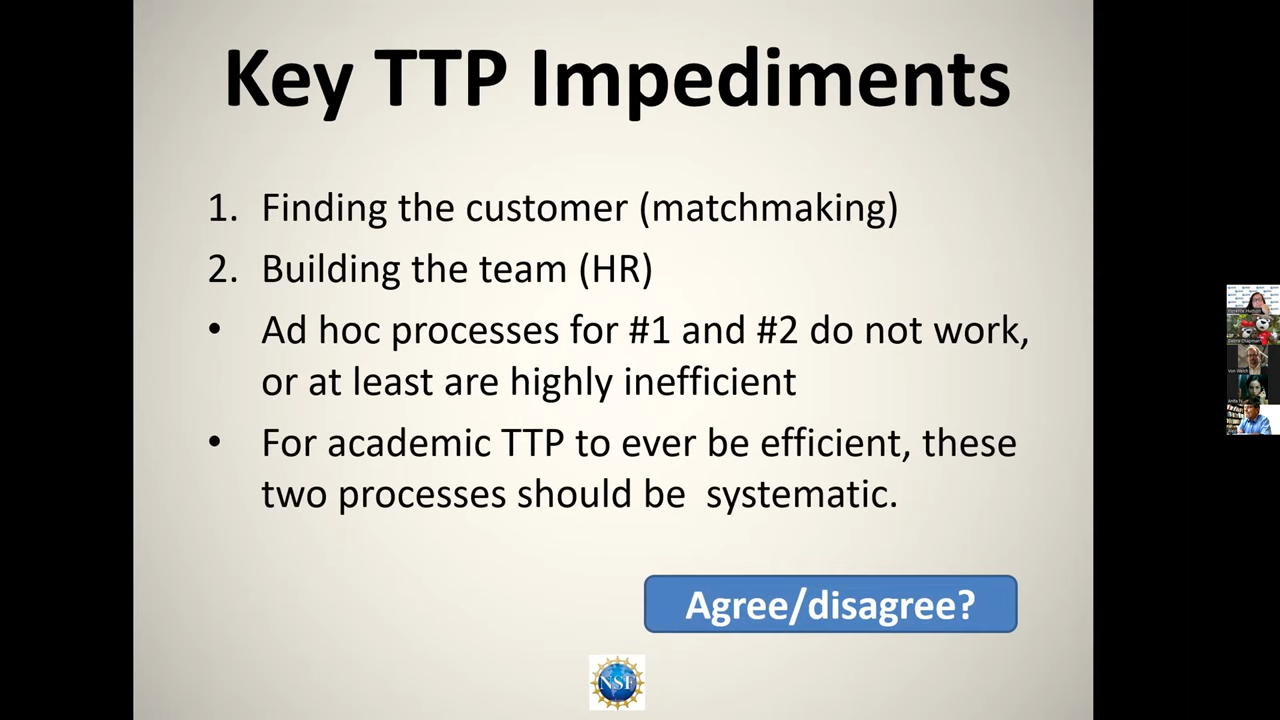 Key TTP Impediments
1. Finding the customer (matchmaking)
2. Building the team (HR)
• Ad hoc processes for #1 and #2 do not work,
or at least are highly inefficient
• For academic TTP to ever be efficient, these
two processes should be  systematic.
Agree/disagree?
NSF